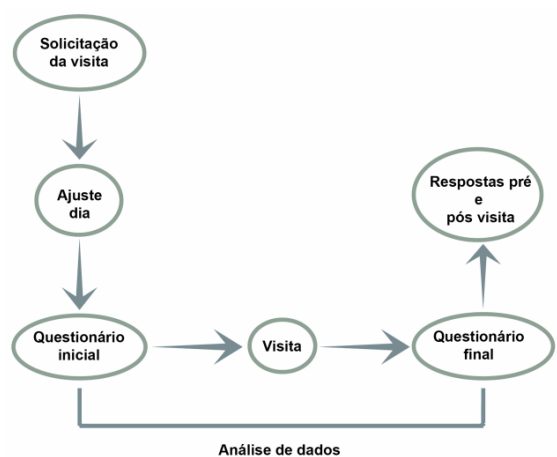 Solicitação
da visita
Ajuste
dia
Questionário
inicial
Visita
Questionário
final
Respostas pré
e
pós visita
Análise de dados